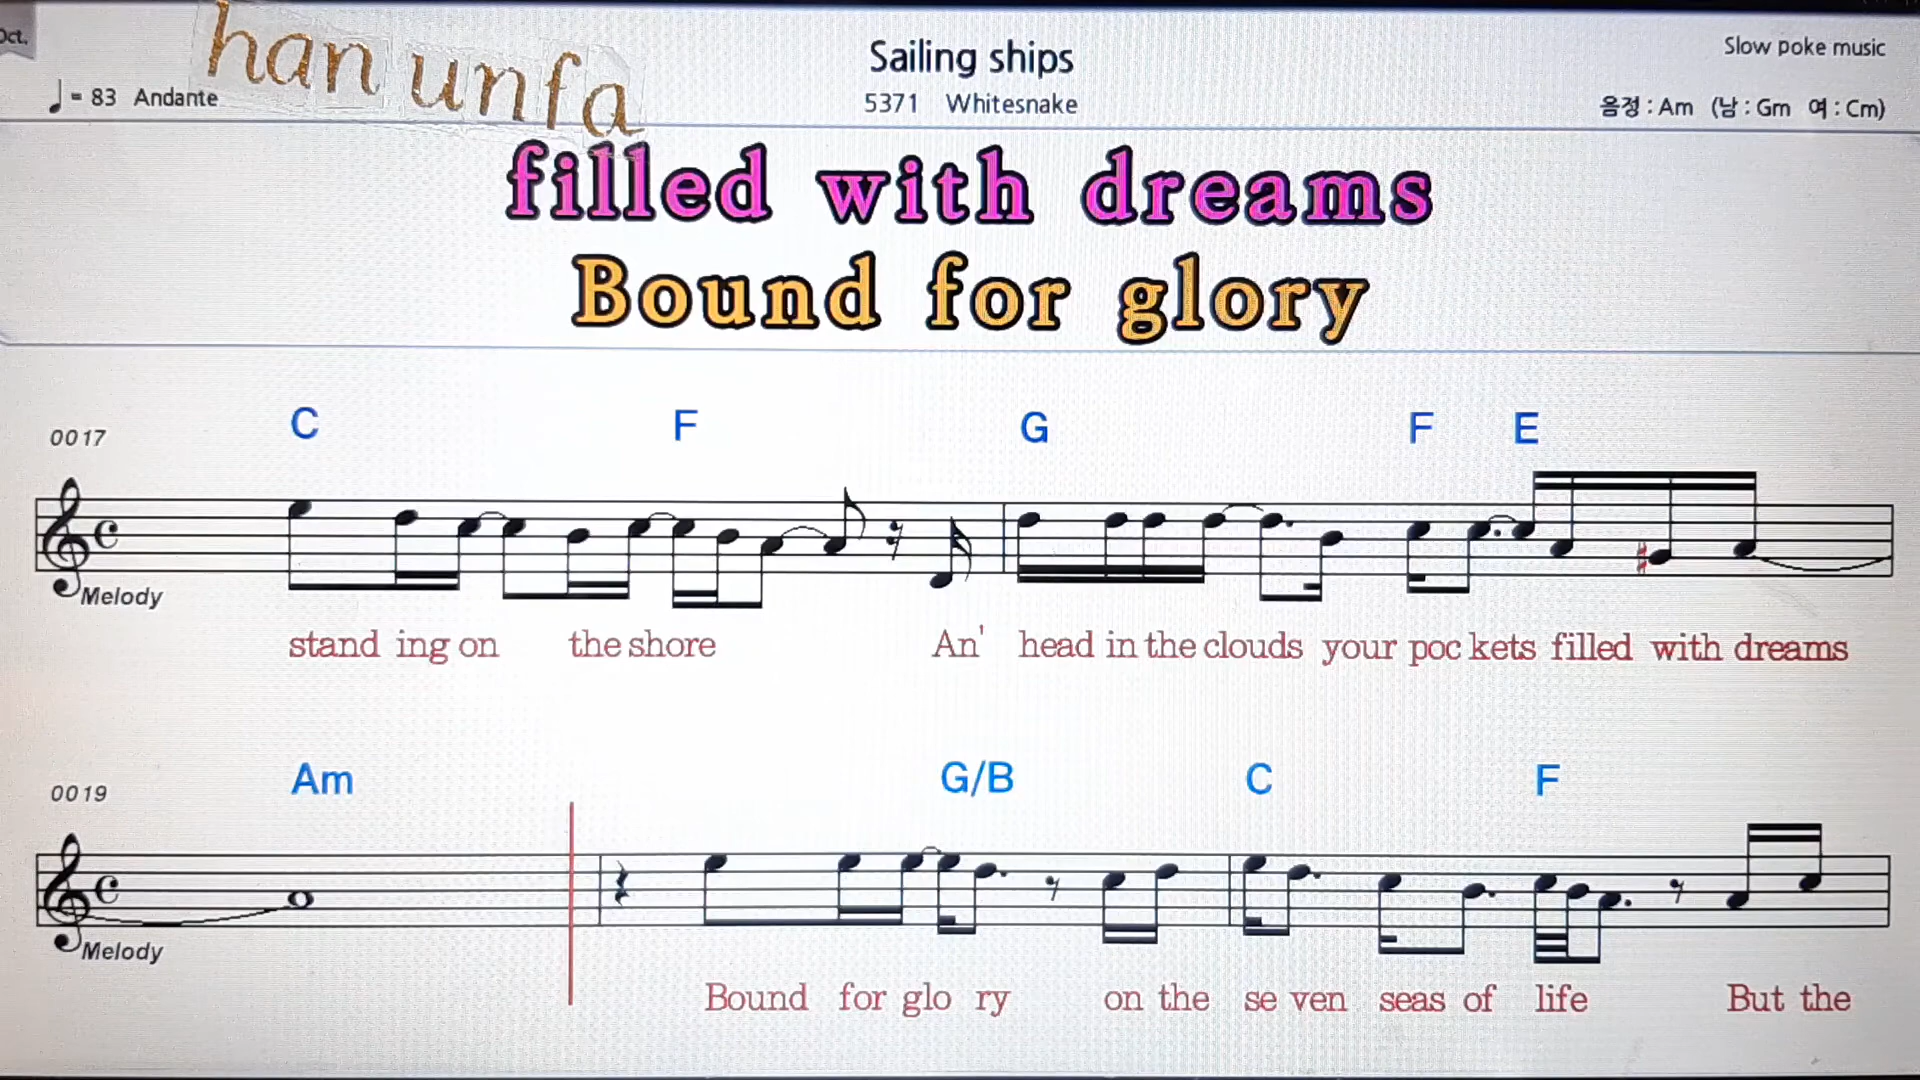 Oct.
han unfa
Sailing ships
Slow poke music
♩ = 83 Andante
5371 Whitesnake
음정 : Am (남 : Gm 여 : Cm)
filled with dreams
Bound for glory
C F G F E
0017
Melody
stand ing on the shore An' head in the clouds your poc kets filled with dreams
Am G/B C F
0019
Melody
Bound for glo ry on the se ven seas of life But the